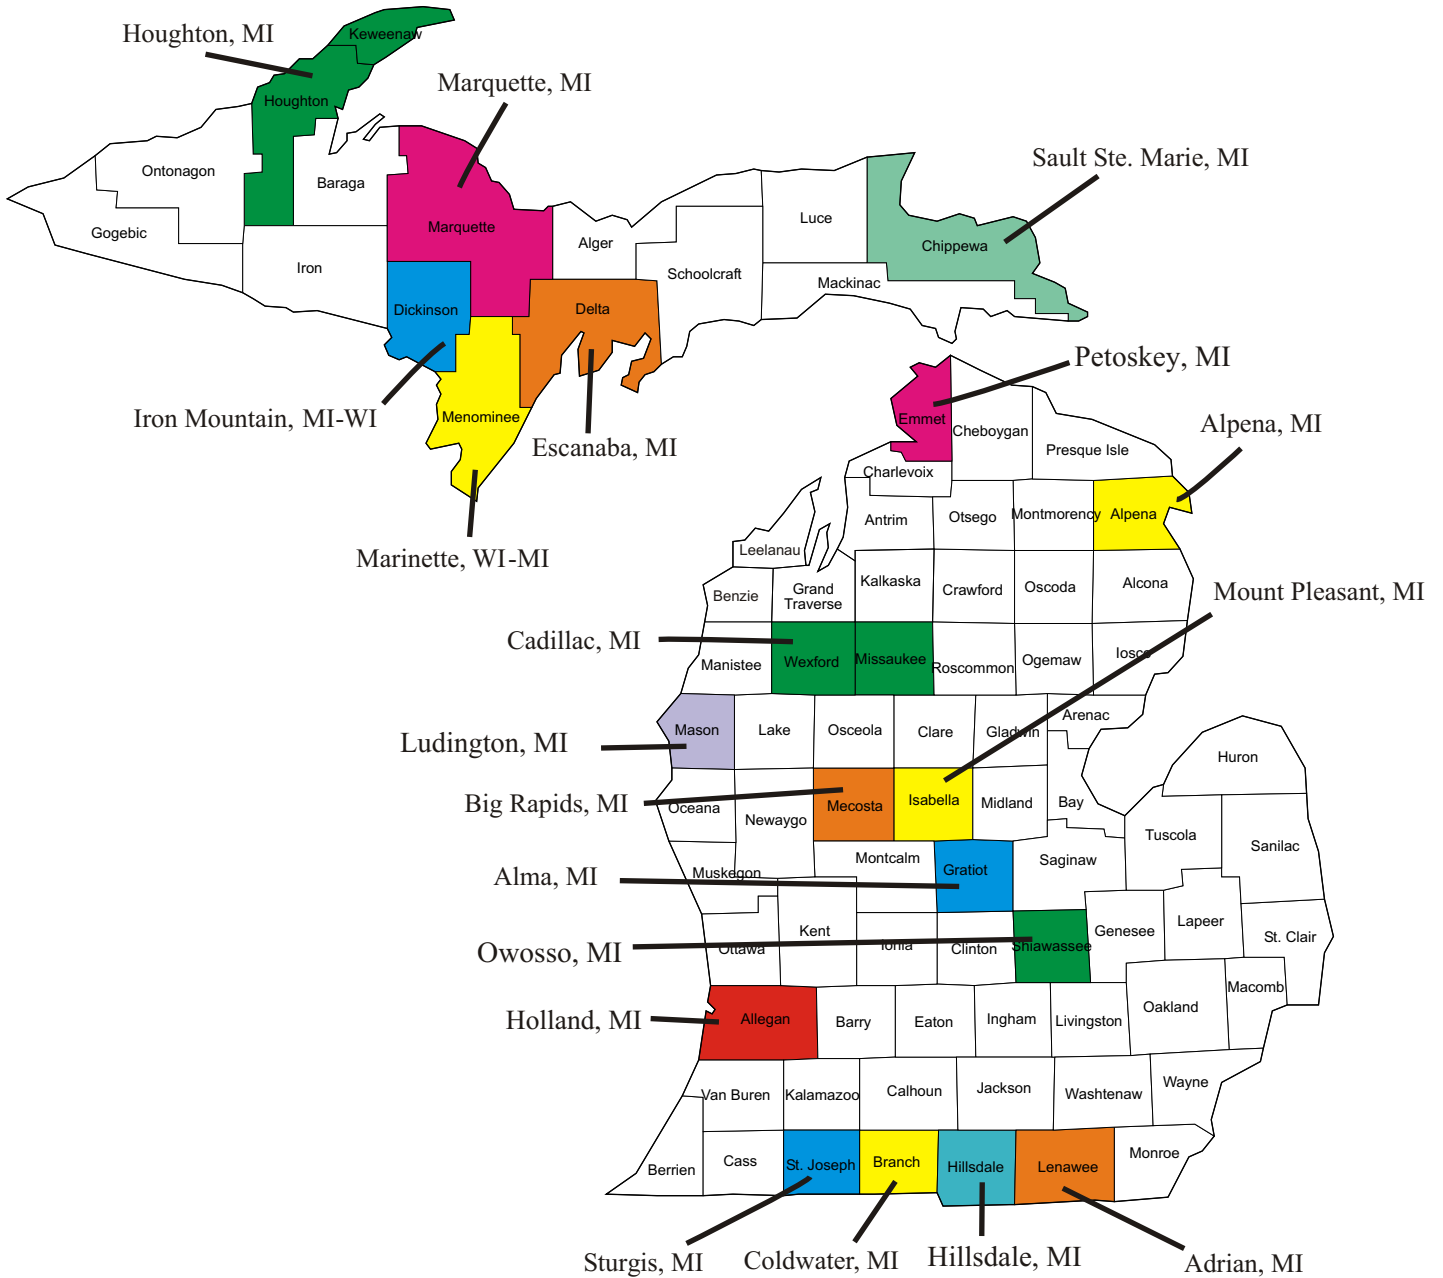 Houghton, MI
Keweenaw
Marquette, MI
Houghton
Sault Ste. Marie, MI
Ontonagon
Baraga
Luce
Marquette
Gogebic
Alger
Chippewa
Iron
Schoolcraft
Mackinac
Dickinson
Delta
Petoskey, MI
Iron Mountain, MI-WI
Menominee
Emmet
Cheboygan
Alpena, MI
Escanaba, MI
Presque Isle
Charlevoix
Antrim
Otsego
Montmorency
Alpena
Marinette, WI-MI
Leelanau
Benzie
Grand
Traverse
Kalkaska
Crawford
Oscoda
Alcona
Mount Pleasant, MI
Cadillac, MI
Manistee
Wexford
Missaukee
Roscommon
Ogemaw
Iosco
Ludington, MI
Mason
Lake
Osceola
Clare
Gladwin
Arenac
Huron
Big Rapids, MI
Oceana
Newaygo
Mecosta
Isabella
Midland
Bay
Tuscola
Sanilac
Alma, MI
Muskegon
Montcalm
Gratiot
Saginaw
Owosso, MI
Ottawa
Kent
Ionia
Clinton
Shiawassee
Genesee
Lapeer
St. Clair
Holland, MI
Allegan
Barry
Eaton
Ingham
Livingston
Oakland
Macomb
Van Buren
Kalamazoo
Calhoun
Jackson
Washtenaw
Wayne
Berrien
Cass
St. Joseph
Branch
Hillsdale
Lenawee
Monroe
Sturgis, MI
Coldwater, MI
Hillsdale, MI
Adrian, MI